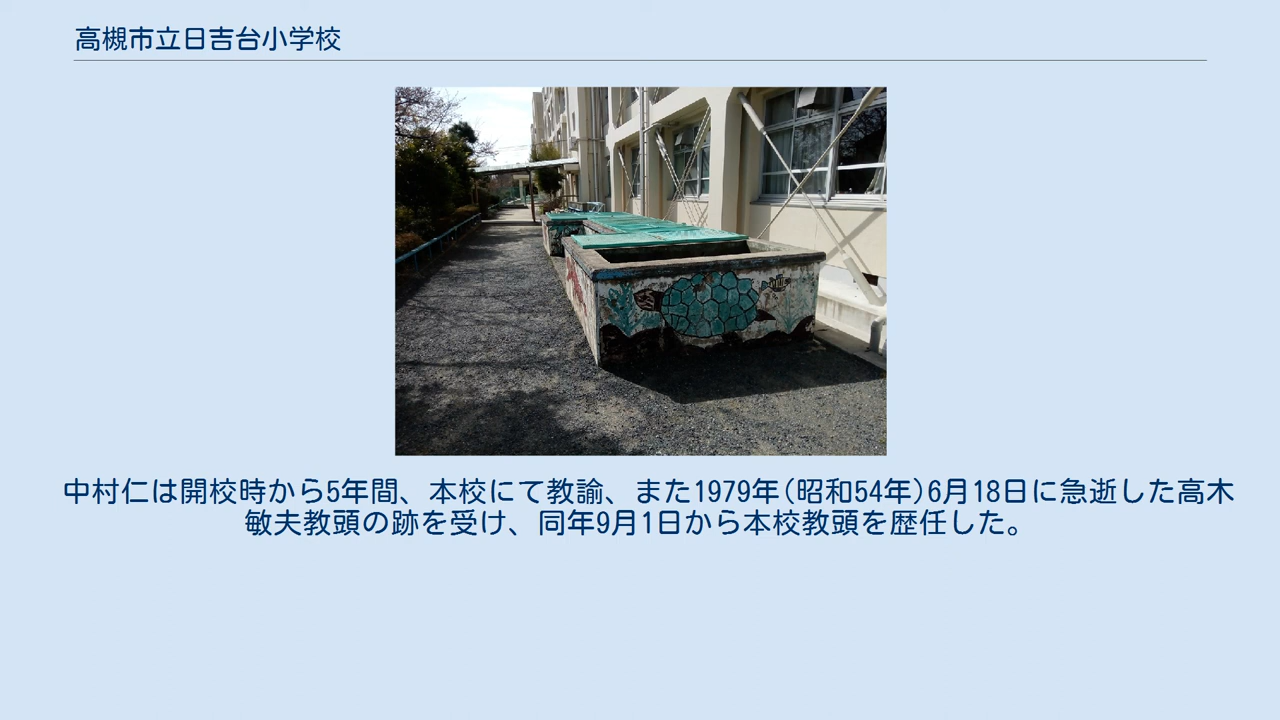 高槻市立日吉台小学校
中村仁は開校時から5年間、本校にて教諭、また1979年(昭和54年)6月18日に急逝した高木
敏夫教頭の跡を受け、同年9月1日から本校教頭を歴任した。